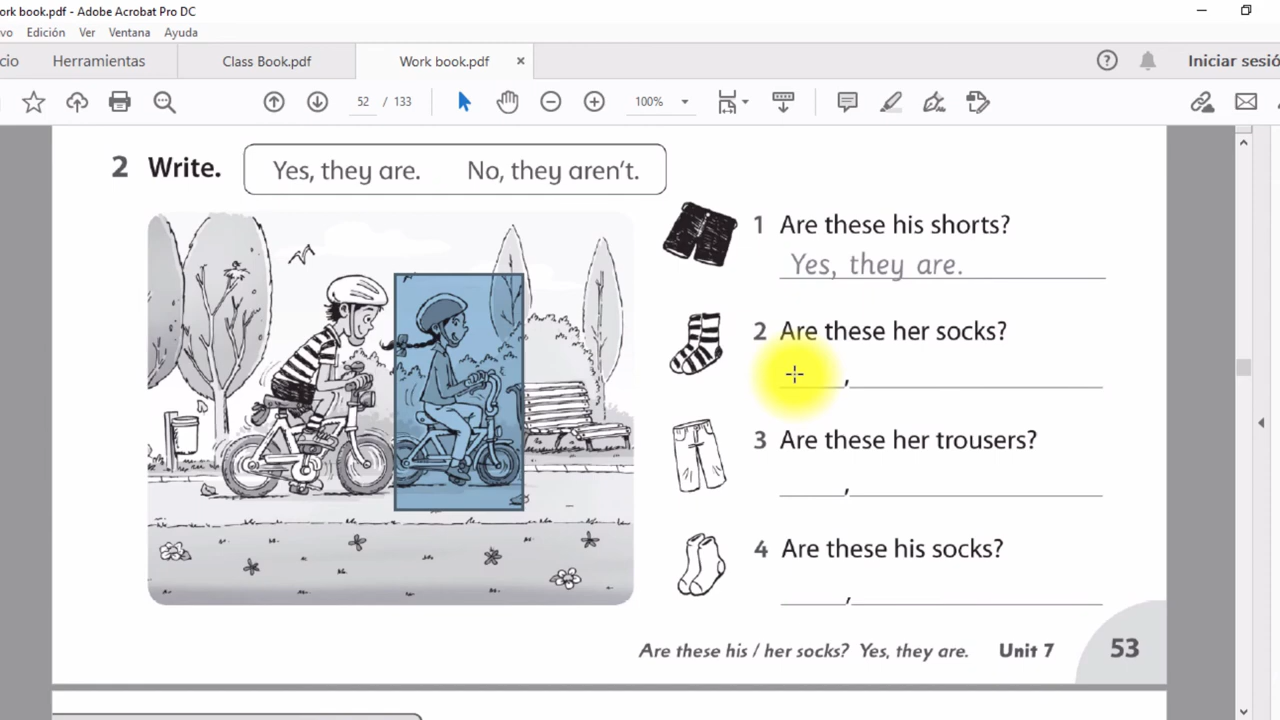 ork book.pdf - Adobe Acrobat Pro DC
vo Edición Ver Ventana Ayuda
cio Herramientas Class Book.pdf Work book.pdf × Iniciar sesió
52 / 133 100%
2 Write. Yes, they are. No, they aren't.
1 Are these his shorts?
Yes, they are.
2 Are these her socks?
,
3 Are these her trousers?
,
4 Are these his socks?
,
Are these his / her socks? Yes, they are. Unit 7 53